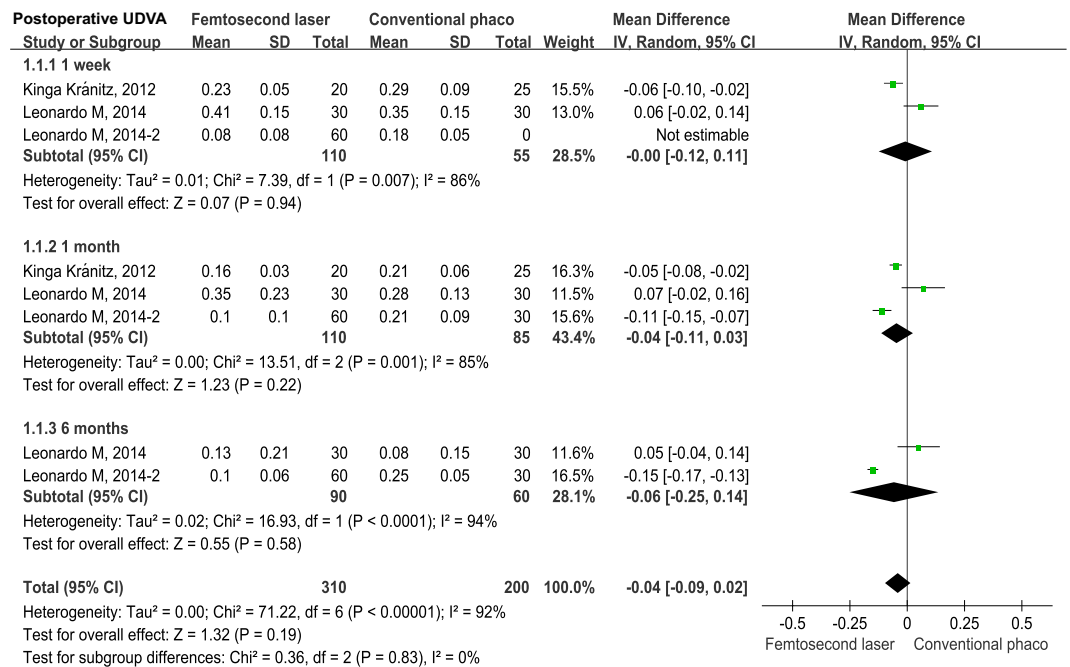 Postoperative UDVA Femtosecond laser Conventional phaco Mean Difference Mean Difference
Study or Subgroup Mean SD Total Mean SD Total Weight IV, Random, 95% CI IV, Random, 95% CI
1.1.1 1 week
Kinga Kránitz, 2012 0.23 0.05 20 0.29 0.09 25 15.5% -0.06 [-0.10, -0.02]
Leonardo M, 2014 0.41 0.15 30 0.35 0.15 30 13.0% 0.06 [-0.02, 0.14]
Leonardo M, 2014-2 0.08 0.08 60 0.18 0.05 0 Not estimable
Subtotal (95% CI) 110 55 28.5% -0.00 [-0.12, 0.11]
Heterogeneity: Tau² = 0.01; Chi² = 7.39, df = 1 (P = 0.007); I² = 86%
Test for overall effect: Z = 0.07 (P = 0.94)
1.1.2 1 month
Kinga Kránitz, 2012 0.16 0.03 20 0.21 0.06 25 16.3% -0.05 [-0.08, -0.02]
Leonardo M, 2014 0.35 0.23 30 0.28 0.13 30 11.5% 0.07 [-0.02, 0.16]
Leonardo M, 2014-2 0.1 0.1 60 0.21 0.09 30 15.6% -0.11 [-0.15, -0.07]
Subtotal (95% CI) 110 85 43.4% -0.04 [-0.11, 0.03]
Heterogeneity: Tau² = 0.00; Chi² = 13.51, df = 2 (P = 0.001); I² = 85%
Test for overall effect: Z = 1.23 (P = 0.22)
1.1.3 6 months
Leonardo M, 2014 0.13 0.21 30 0.08 0.15 30 11.6% 0.05 [-0.04, 0.14]
Leonardo M, 2014-2 0.1 0.06 60 0.25 0.05 30 16.5% -0.15 [-0.17, -0.13]
Subtotal (95% CI) 90 60 28.1% -0.06 [-0.25, 0.14]
Heterogeneity: Tau² = 0.02; Chi² = 16.93, df = 1 (P < 0.0001); I² = 94%
Test for overall effect: Z = 0.55 (P = 0.58)
Total (95% CI) 310 200 100.0% -0.04 [-0.09, 0.02]
Heterogeneity: Tau² = 0.00; Chi² = 71.22, df = 6 (P < 0.00001); I² = 92%
Test for overall effect: Z = 1.32 (P = 0.19)
Test for subgroup differences: Chi² = 0.36, df = 2 (P = 0.83), I² = 0%
-0.5 -0.25 0 0.25 0.5
Femtosecond laser Conventional phaco